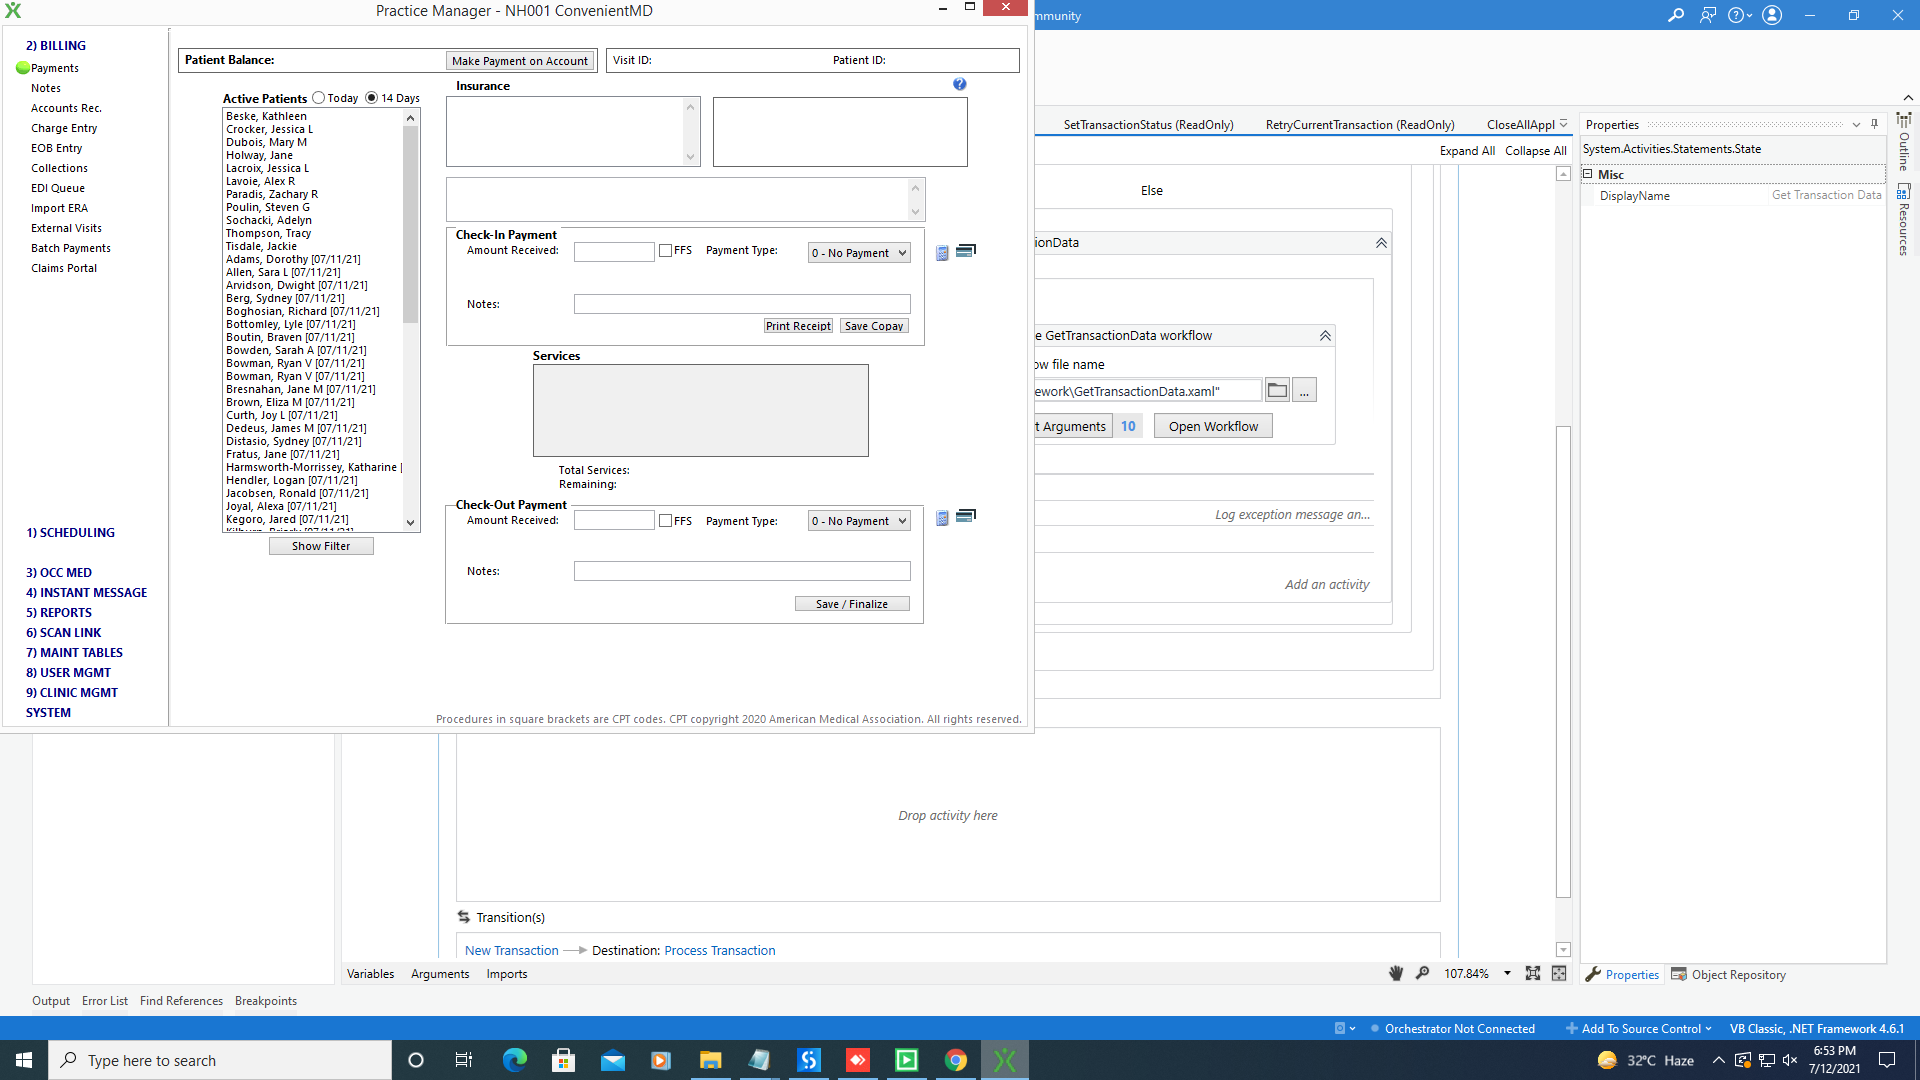 Practice Manager - NH001 ConvenientMD
2) BILLING
Payments
Notes
Accounts Rec.
Charge Entry
EOB Entry
Collections
EDI Queue
Import ERA
External Visits
Batch Payments
Claims Portal
1) SCHEDULING
3) OCC MED
4) INSTANT MESSAGE
5) REPORTS
6) SCAN LINK
7) MAINT TABLES
8) USER MGMT
9) CLINIC MGMT
SYSTEM
Patient Balance:
Make Payment on Account
Visit ID:
Patient ID:
Active Patients
Today
14 Days
Beske, Kathleen
Crocker, Jessica L
Dubois, Mary M
Holway, Jane
Lacroix, Jessica L
Lavoie, Alex R
Paradis, Zachary R
Poulin, Steven G
Sochacki, Adelyn
Thompson, Tracy
Tisdale, Jackie
Adams, Dorothy [07/11/21]
Allen, Sara L [07/11/21]
Arvidson, Dwight [07/11/21]
Berg, Sydney [07/11/21]
Boghosian, Richard [07/11/21]
Bottomley, Lyle [07/11/21]
Boutin, Braven [07/11/21]
Bowden, Sarah A [07/11/21]
Bowman, Ryan V [07/11/21]
Bowman, Ryan V [07/11/21]
Bresnahan, Jane M [07/11/21]
Brown, Eliza M [07/11/21]
Curth, Joy L [07/11/21]
Dedeus, James M [07/11/21]
Distasio, Sydney [07/11/21]
Fratus, Jane [07/11/21]
Harmsworth-Morrissey, Katharine [
Hendler, Logan [07/11/21]
Jacobsen, Ronald [07/11/21]
Joyal, Alexa [07/11/21]
Kegoro, Jared [07/11/21]
Show Filter
Insurance
Check-In Payment
Amount Received:
FFS
Payment Type:
0 - No Payment
Notes:
Print Receipt
Save Copay
Services
Total Services:
Remaining:
Check-Out Payment
Amount Received:
FFS
Payment Type:
0 - No Payment
Notes:
Save / Finalize
Procedures in square brackets are CPT codes. CPT copyright 2020 American Medical Association. All rights reserved.
mmunity
SetTransactionStatus (ReadOnly)
RetryCurrentTransaction (ReadOnly)
CloseAllAppl
Expand All
Collapse All
Else
ionData
e GetTransactionData workflow
ow file name
ework\GetTransactionData.xaml"
...
t Arguments
10
Open Workflow
Log exception message an...
Add an activity
Drop activity here
Transition(s)
New Transaction
Destination: Process Transaction
Variables
Arguments
Imports
107.84%
Properties
System.Activities.Statements.State
Misc
DisplayName
Get Transaction Data
Outline
Resources
Properties
Object Repository
Output
Error List
Find References
Breakpoints
Orchestrator Not Connected
Add To Source Control
VB Classic, .NET Framework 4.6.1
Type here to search
32°C Haze
6:53 PM
7/12/2021